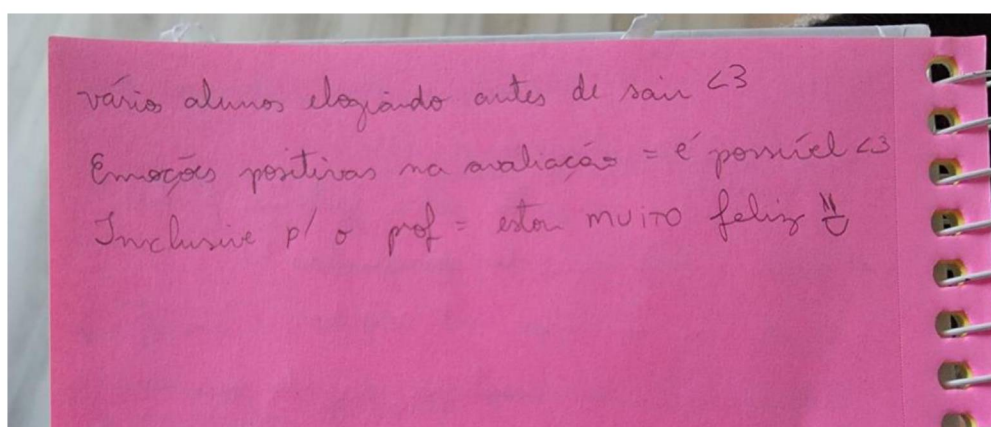 vários alunos elogiando antes de sair <3
Emoções positivas na avaliação = é possível <3
Inclusive p/ o prof = estou MUITO feliz